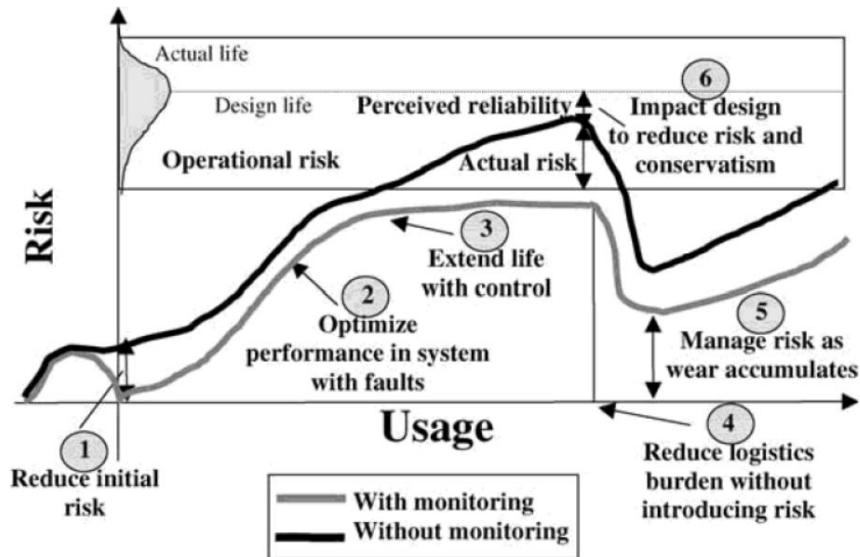 Actual life
Design life
Perceived reliability
Operational risk
Actual risk
6
Impact design
to reduce risk and
conservatism
Risk
3
Extend life
with control
2
Optimize
performance in system
with faults
5
Manage risk as
wear accumulates
1
Reduce initial
risk
Usage
4
Reduce logistics
burden without
introducing risk
With monitoring
Without monitoring